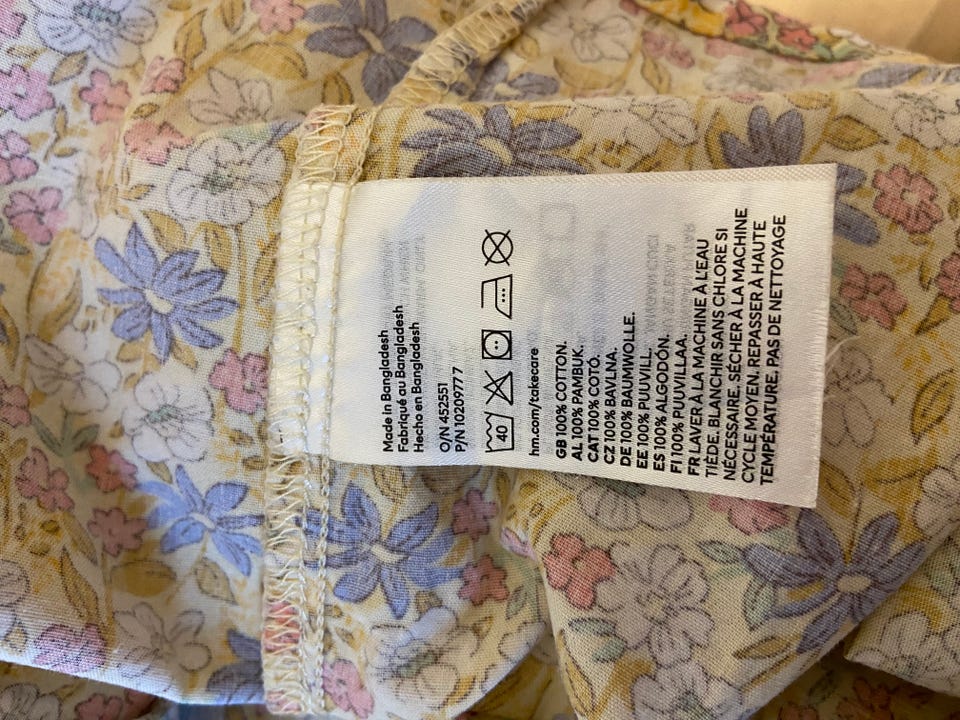 Made in Bangladesh
Fabriqué au Bangladesh
Hecho en Bangladesh
O/N 452551
P/N 1020977 7
40
hm.com/takecare
GB 100% COTTON.
AL 100% PAMBUK.
CAT 100% COTÓ.
CZ 100% BAVLNA.
DE 100% BAUMWOLLE.
EE 100% PUUVILL.
ES 100% ALGODÓN.
FI 100% PUUVILLAA.
FR LAVER À LA MACHINE À L'EAU
TIÈDE, BLANCHIR SANS CHLORE SI
NÉCESSAIRE, SÉCHER À LA MACHINE
CYCLE MOYEN, REPASSER À HAUTE
TEMPÉRATURE, PAS DE NETTOYAGE